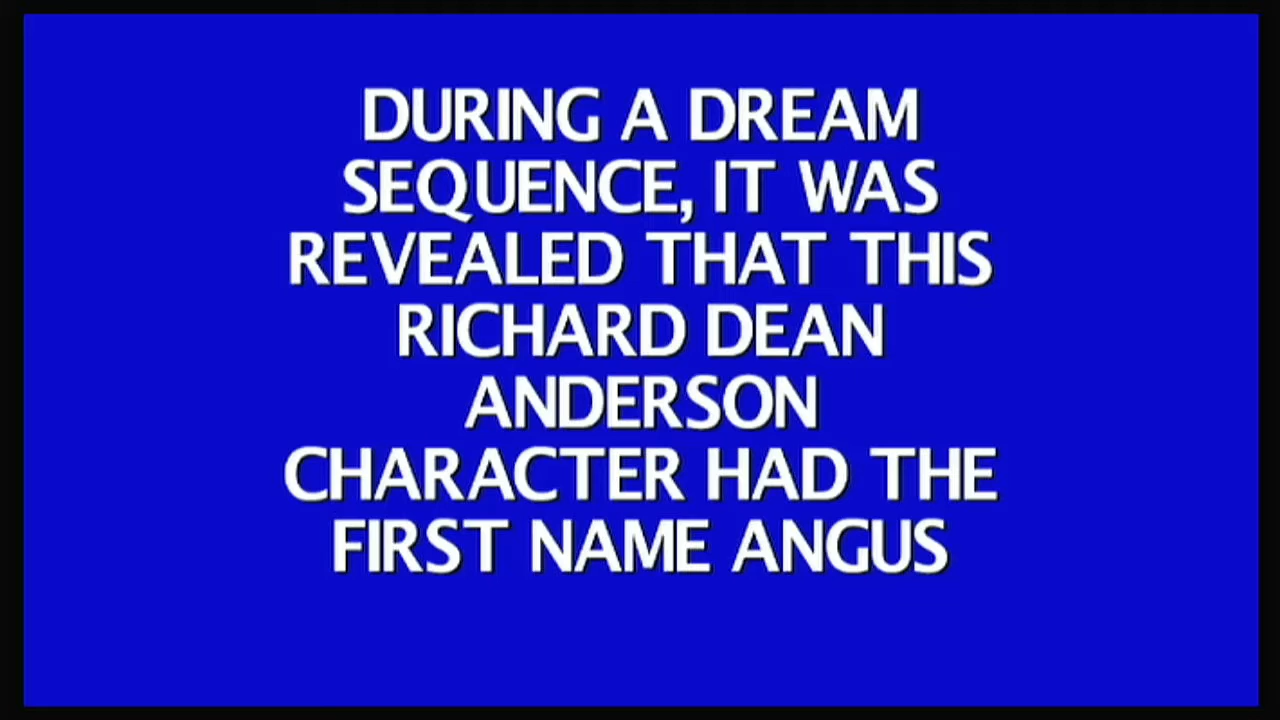 DURING A DREAM
SEQUENCE, IT WAS
REVEALED THAT THIS
RICHARD DEAN
ANDERSON
CHARACTER HAD THE
FIRST NAME ANGUS